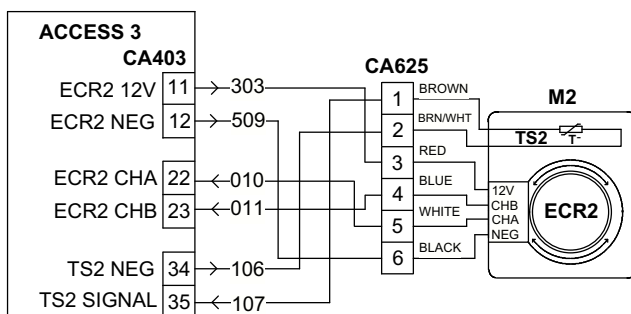 ACCESS 3
CA403
ECR2 12V 11 303
ECR2 NEG 12 509
ECR2 CHA 22 010
ECR2 CHB 23 011
TS2 NEG 34 106
TS2 SIGNAL 35 107
CA625
1 BROWN
2 BRN/WHT
3 RED
4 BLUE
5 WHITE
6 BLACK
M2
TS2
T-
12V
CHB
CHA
NEG
ECR2